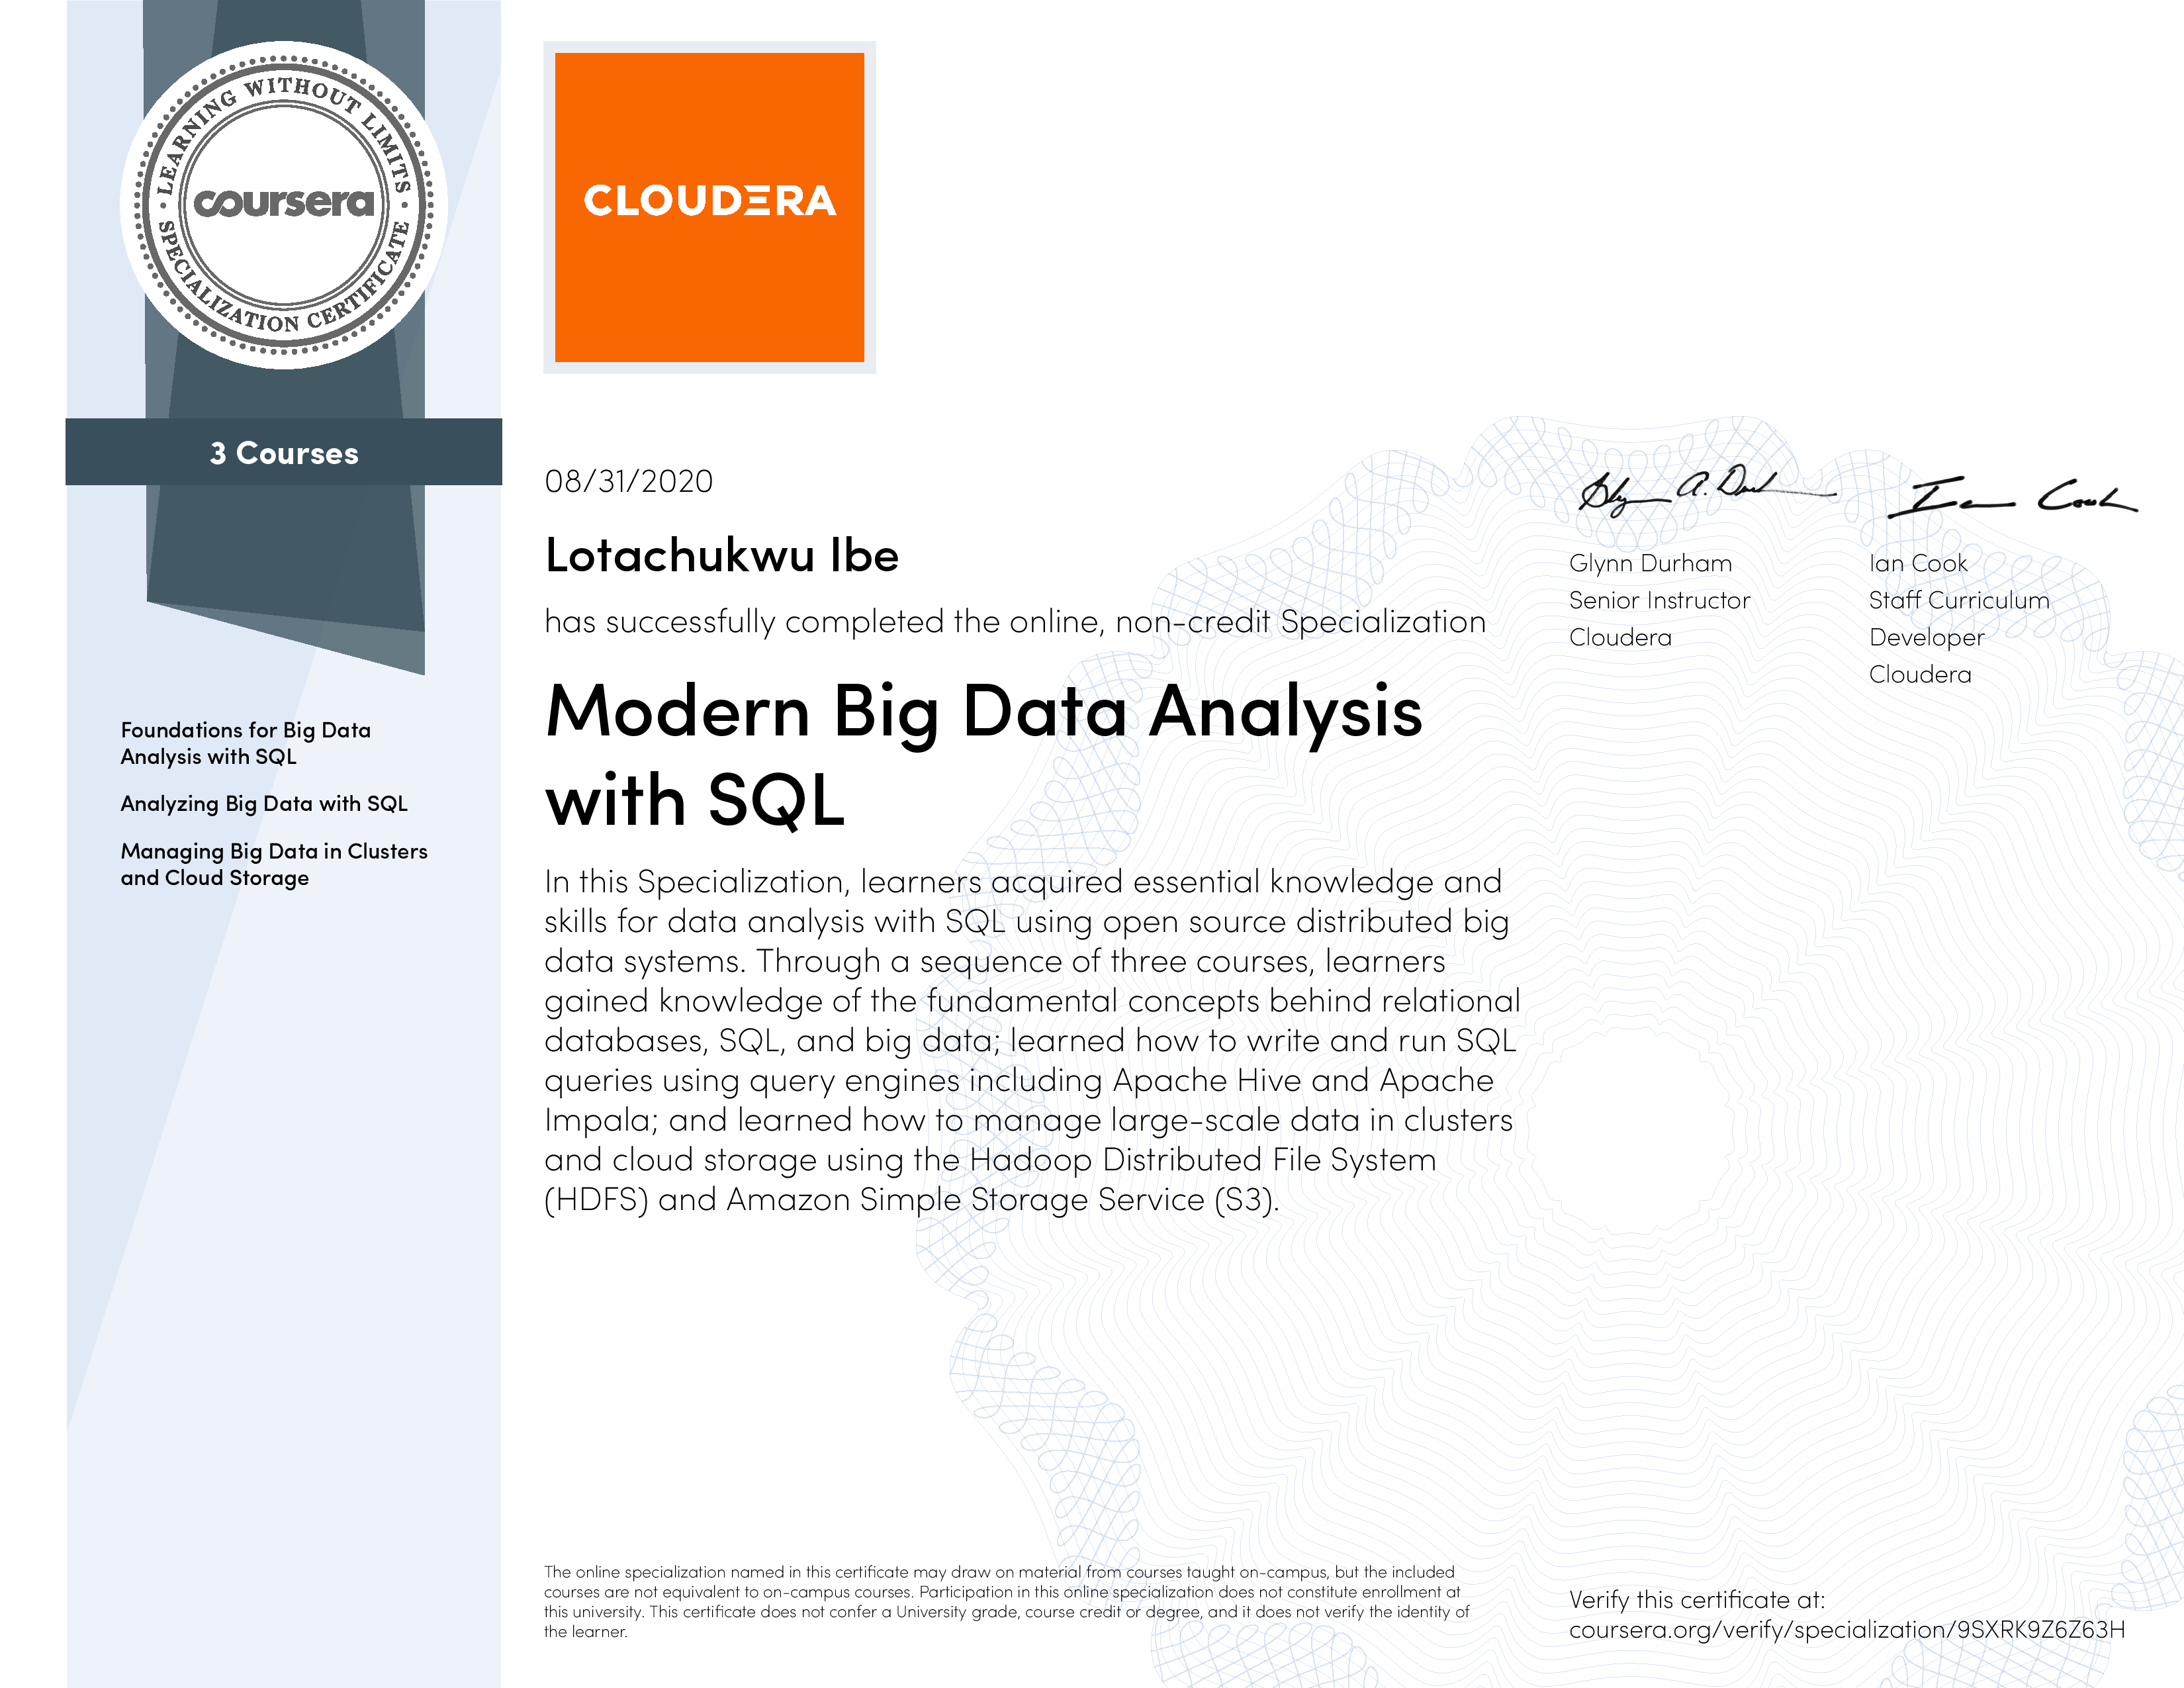 LEARNING WITHOUT LIMITS
coursera
SPECIALIZATION CERTIFICATE
3 Courses
Foundations for Big Data
Analysis with SQL
Analyzing Big Data with SQL
Managing Big Data in Clusters
and Cloud Storage
CLOUDERA
08/31/2020
Lotachukwu Ibe
has successfully completed the online, non-credit Specialization
Modern Big Data Analysis
with SQL
In this Specialization, learners acquired essential knowledge and
skills for data analysis with SQL using open source distributed big
data systems. Through a sequence of three courses, learners
gained knowledge of the fundamental concepts behind relational
databases, SQL, and big data; learned how to write and run SQL
queries using query engines including Apache Hive and Apache
Impala; and learned how to manage large-scale data in clusters
and cloud storage using the Hadoop Distributed File System
(HDFS) and Amazon Simple Storage Service (S3).
Glynn Durham
Senior Instructor
Cloudera
Ian Cook
Ian Cook
Staff Curriculum
Developer
Cloudera
The online specialization named in this certificate may draw on material from courses taught on-campus, but the included
courses are not equivalent to on-campus courses. Participation in this online specialization does not constitute enrollment at
this university. This certificate does not confer a University grade, course credit or degree, and it does not verify the identity of
the learner.
Verify this certificate at:
coursera.org/verify/specialization/9SXRK9Z6Z63H